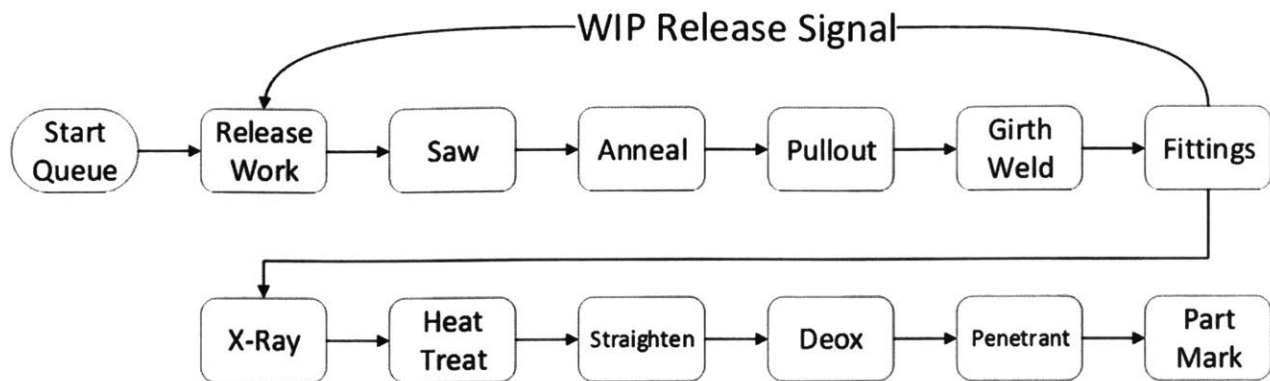 WIP Release Signal
Start
Queue
Release
Work
Saw
Anneal
Pullout
Girth
Weld
Fittings
X-Ray
Heat
Treat
Straighten
Deox
Penetrant
Part
Mark